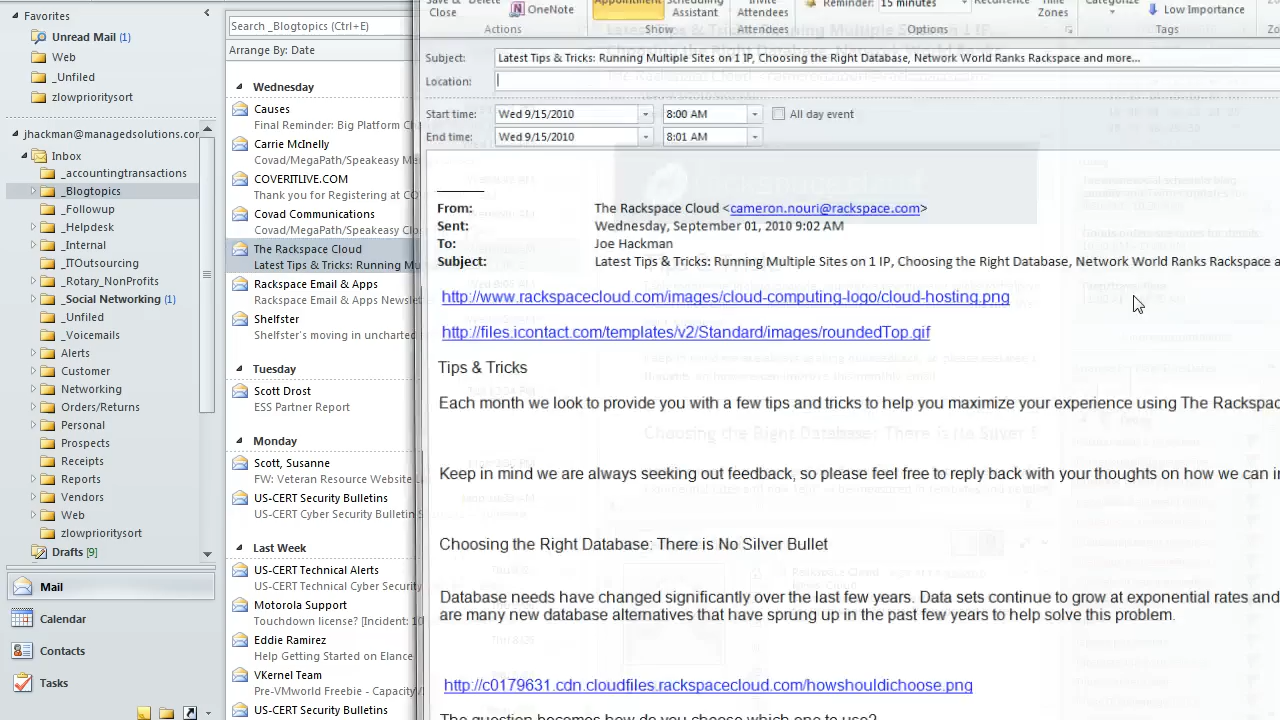 Favorites
Unread Mail (1)
Web
_Unfiled
zlowprioritysort
jhackman@managedsolutions.com
Inbox
_accountingtransactions
_Blogtopics
_Followup
_Helpdesk
_Internal
_ITOutsourcing
_Rotary_NonProfits
_Social Networking (1)
_Unfiled
_Voicemails
Alerts
Customer
Networking
Orders/Returns
Personal
Prospects
Receipts
Reports
Vendors
Web
zlowprioritysort
Drafts [9]
Mail
Calendar
Contacts
Tasks
Search _Blogtopics (Ctrl+E)
Arrange By: Date
Wednesday
Causes
Final Reminder: Big Platform Ch
Carrie McInelly
Covad/MegaPath/Speakeasy M
COVERITLIVE.COM
Thank you for Registering at CO
Covad Communications
Covad/MegaPath/Speakeasy Cl
The Rackspace Cloud
Latest Tips & Tricks: Running Mu
Rackspace Email & Apps
Rackspace Email & Apps Newsle
Shelfster
Shelfster's moving in uncharted
Tuesday
Scott Drost
ESS Partner Report
Monday
Scott, Susanne
FW: Veteran Resource Website L
US-CERT Security Bulletins
US-CERT Cyber Security Bulletin S
Last Week
US-CERT Technical Alerts
US-CERT Technical Cyber Security
Motorola Support
Touchdown license? [Incident: 10
Eddie Ramirez
Help Getting Started on Elance
VKernel Team
Pre-VMworld Freebie - Capacity
US-CERT Security Bulletins
Save & Close
Delete
OneNote
Actions
Appointment
Scheduling Assistant
Show
Invite Attendees
Attendees
Reminder: 15 minutes
Recurrence
Time Zones
Options
Categorize
Low Importance
Tags
Zo
Subject: Latest Tips & Tricks: Running Multiple Sites on 1 IP, Choosing the Right Database, Network World Ranks Rackspace and more...
Location:
Start time: Wed 9/15/2010 8:00 AM All day event
End time: Wed 9/15/2010 8:01 AM
From: The Rackspace Cloud <cameron.nouri@rackspace.com>
Sent: Wednesday, September 01, 2010 9:02 AM
To: Joe Hackman
Subject: Latest Tips & Tricks: Running Multiple Sites on 1 IP, Choosing the Right Database, Network World Ranks Rackspace a
http://www.rackspacecloud.com/images/cloud-computing-logo/cloud-hosting.png
http://files.icontact.com/templates/v2/Standard/images/roundedTop.gif
Tips & Tricks
Each month we look to provide you with a few tips and tricks to help you maximize your experience using The Rackspac
Keep in mind we are always seeking out feedback, so please feel free to reply back with your thoughts on how we can i
Choosing the Right Database: There is No Silver Bullet
Database needs have changed significantly over the last few years. Data sets continue to grow at exponential rates and
are many new database alternatives that have sprung up in the past few years to help solve this problem.
http://c0179631.cdn.cloudfiles.rackspacecloud.com/howshouldichoose.png
The question becomes how do you choose which one to use?